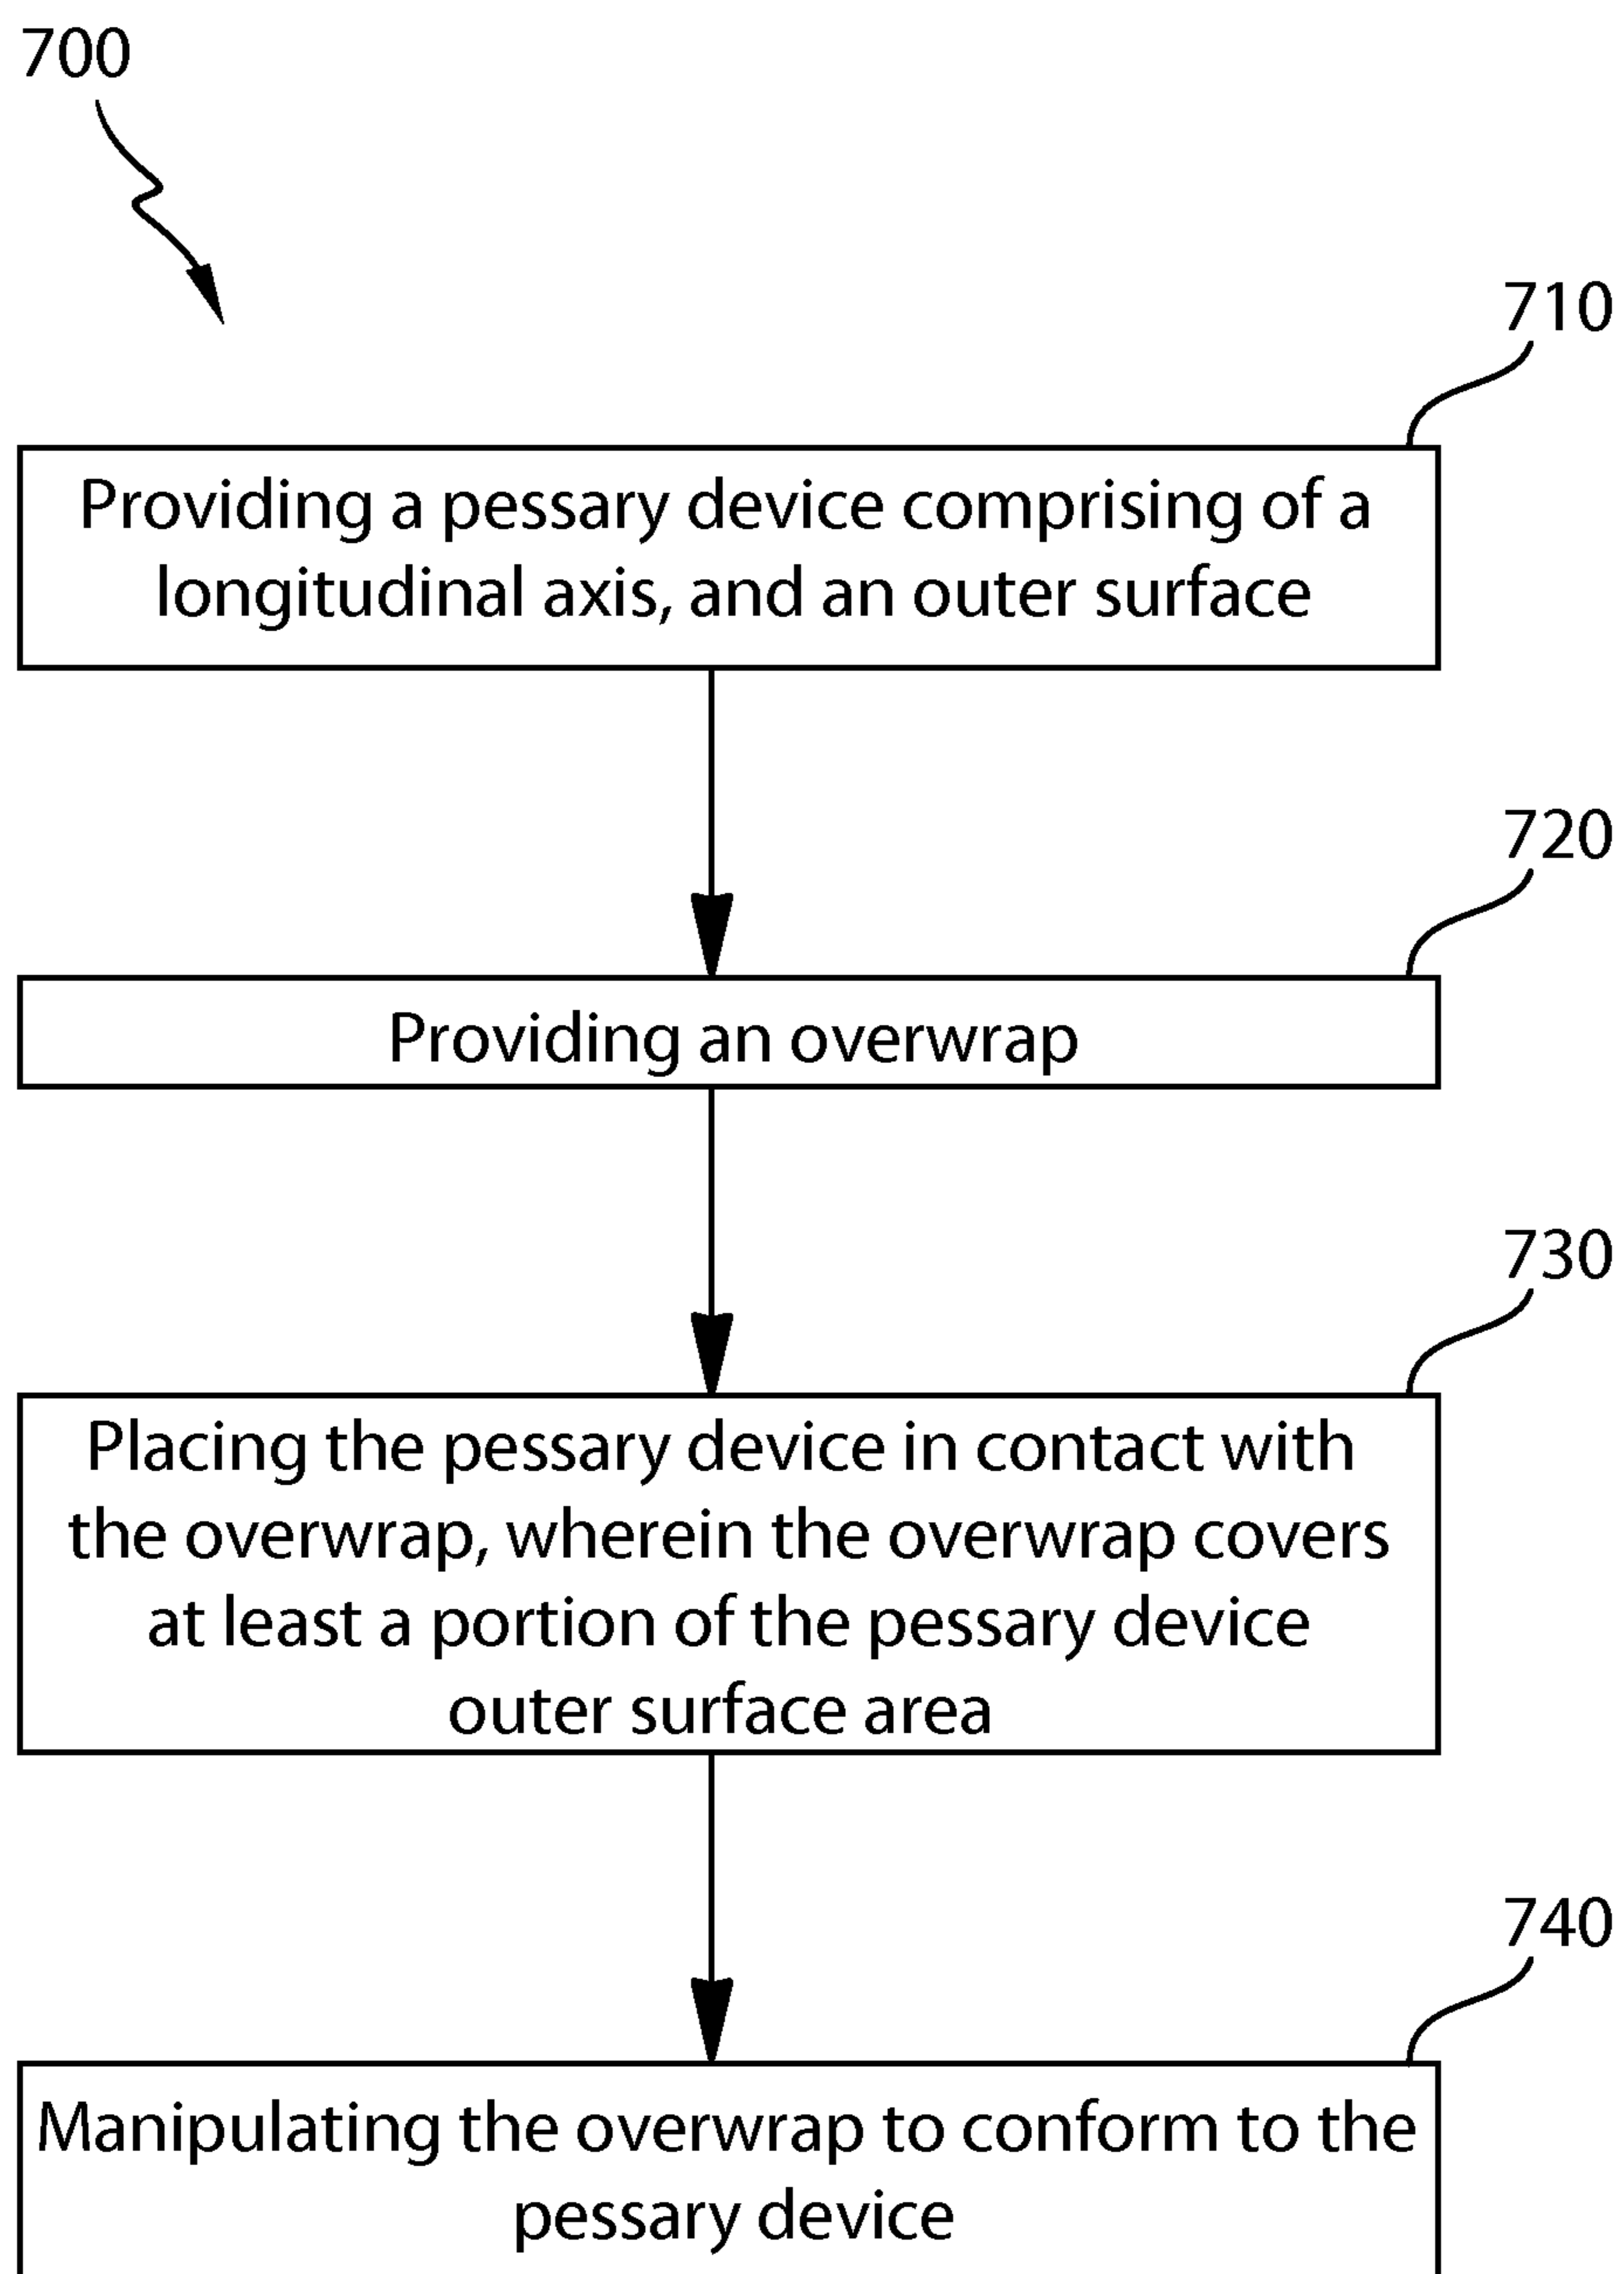 700
710
Providing a pessary device comprising of a
longitudinal axis, and an outer surface
720
Providing an overwrap
730
Placing the pessary device in contact with
the overwrap, wherein the overwrap covers
at least a portion of the pessary device
outer surface area
740
Manipulating the overwrap to conform to the
pessary device